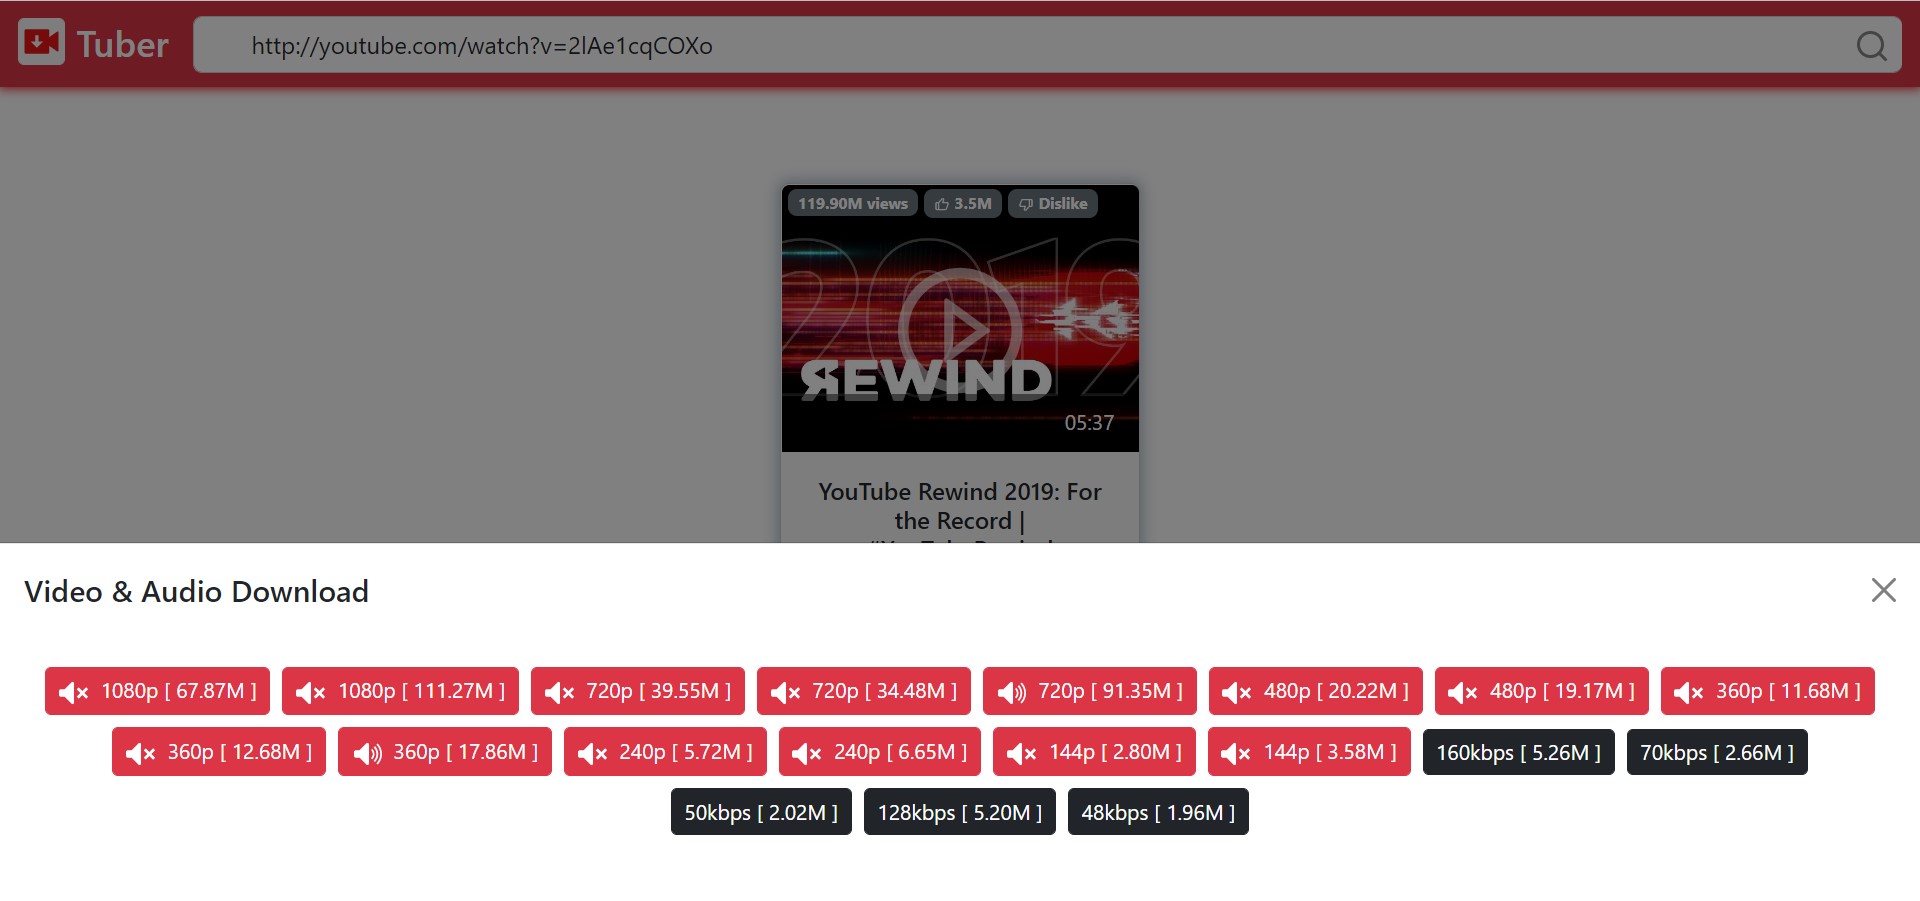 Tuber
http://youtube.com/watch?v=2lAe1cqCOXo
119.90M views 3.5M Dislike
2019
REWIND
05:37
YouTube Rewind 2019: For
the Record |
Video & Audio Download
1080p [ 67.87M ] 1080p [ 111.27M ] 720p [ 39.55M ] 720p [ 34.48M ] 720p [ 91.35M ] 480p [ 20.22M ] 480p [ 19.17M ] 360p [ 11.68M ]
360p [ 12.68M ] 360p [ 17.86M ] 240p [ 5.72M ] 240p [ 6.65M ] 144p [ 2.80M ] 144p [ 3.58M ] 160kbps [ 5.26M ] 70kbps [ 2.66M ]
50kbps [ 2.02M ] 128kbps [ 5.20M ] 48kbps [ 1.96M ]